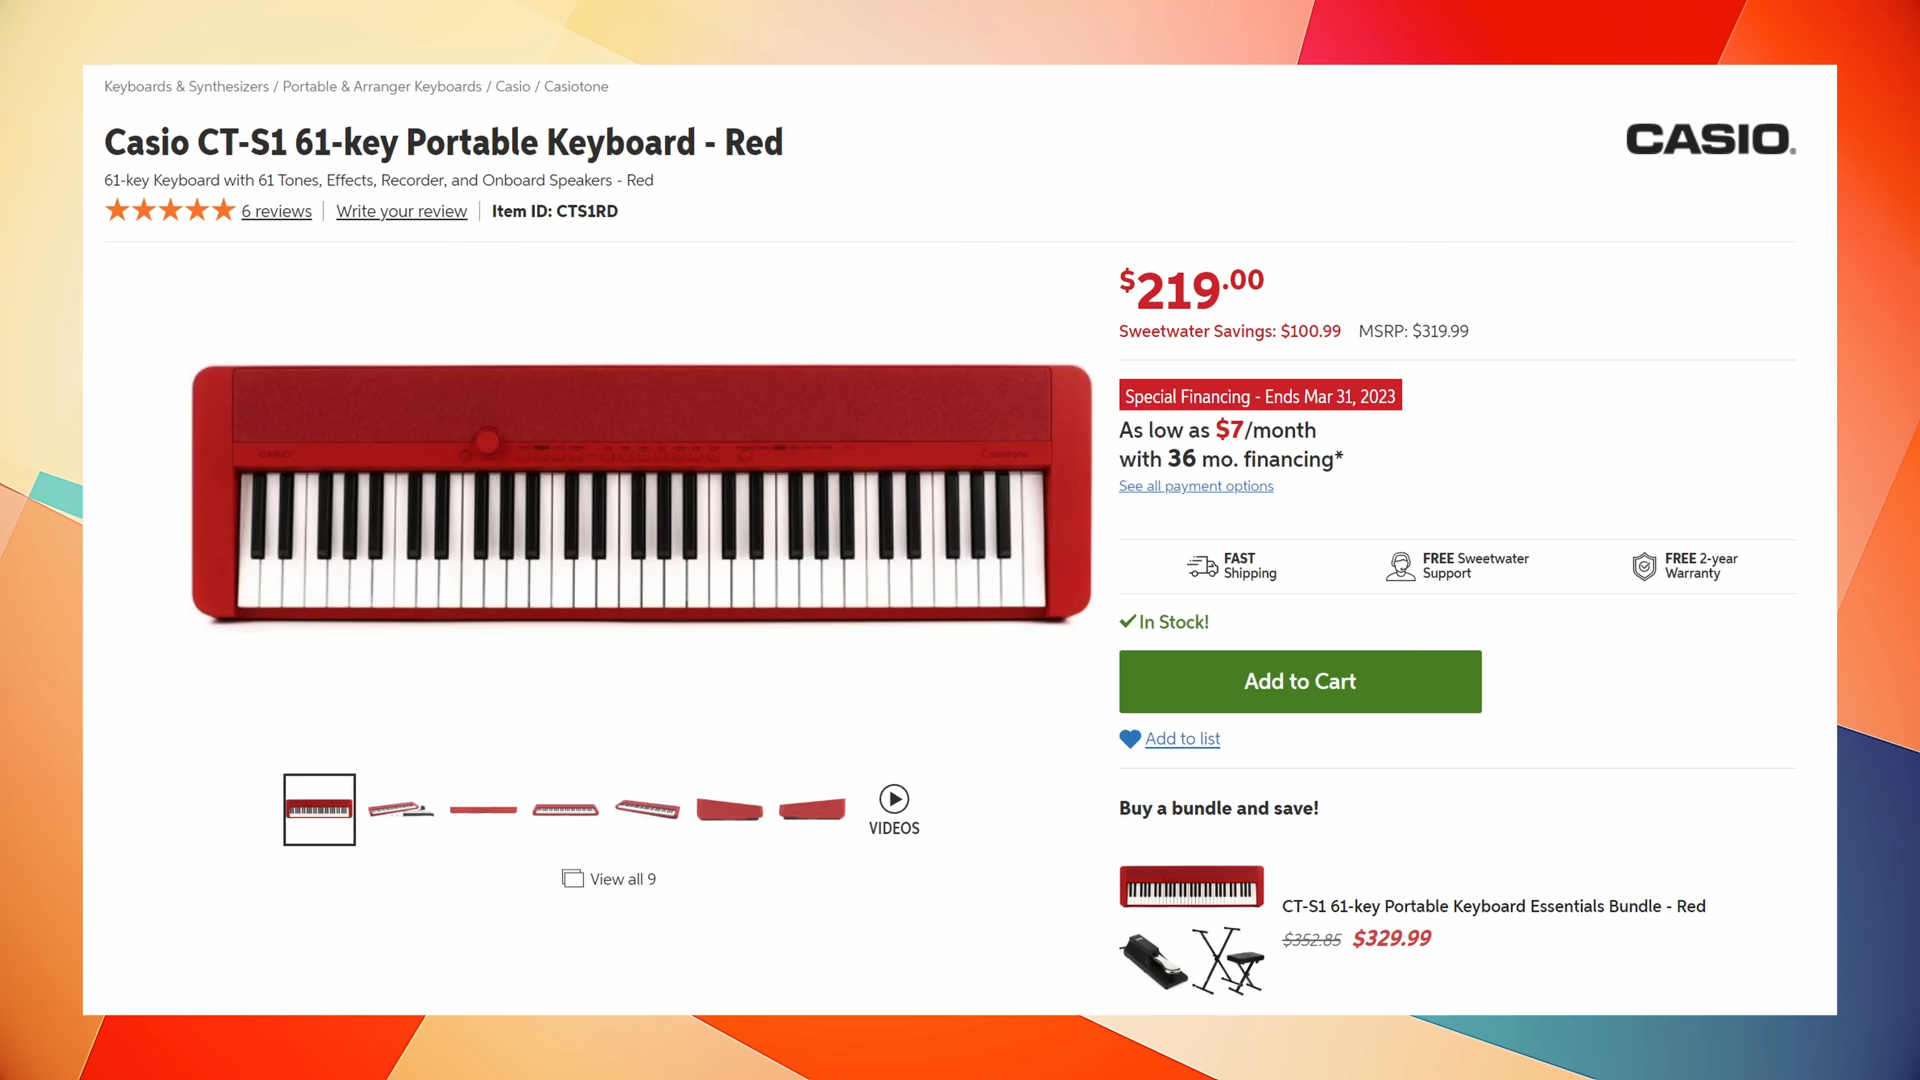 Keyboards & Synthesizers / Portable & Arranger Keyboards / Casio / Casiotone
Casio CT-S1 61-key Portable Keyboard - Red
CASIO
61-key Keyboard with 61 Tones, Effects, Recorder, and Onboard Speakers - Red
6 reviews
Write your review
Item ID: CTS1RD
$219.00
Sweetwater Savings: $100.99
MSRP: $319.99
Special Financing - Ends Mar 31, 2023
As low as $7/month
with 36 mo. financing*
See all payment options
CASIO
Casiotone
FAST
Shipping
FREE Sweetwater
Support
FREE 2-year
Warranty
In Stock!
Add to Cart
Add to list
VIDEOS
View all 9
Buy a bundle and save!
CT-S1 61-key Portable Keyboard Essentials Bundle - Red
$352.85 $329.99